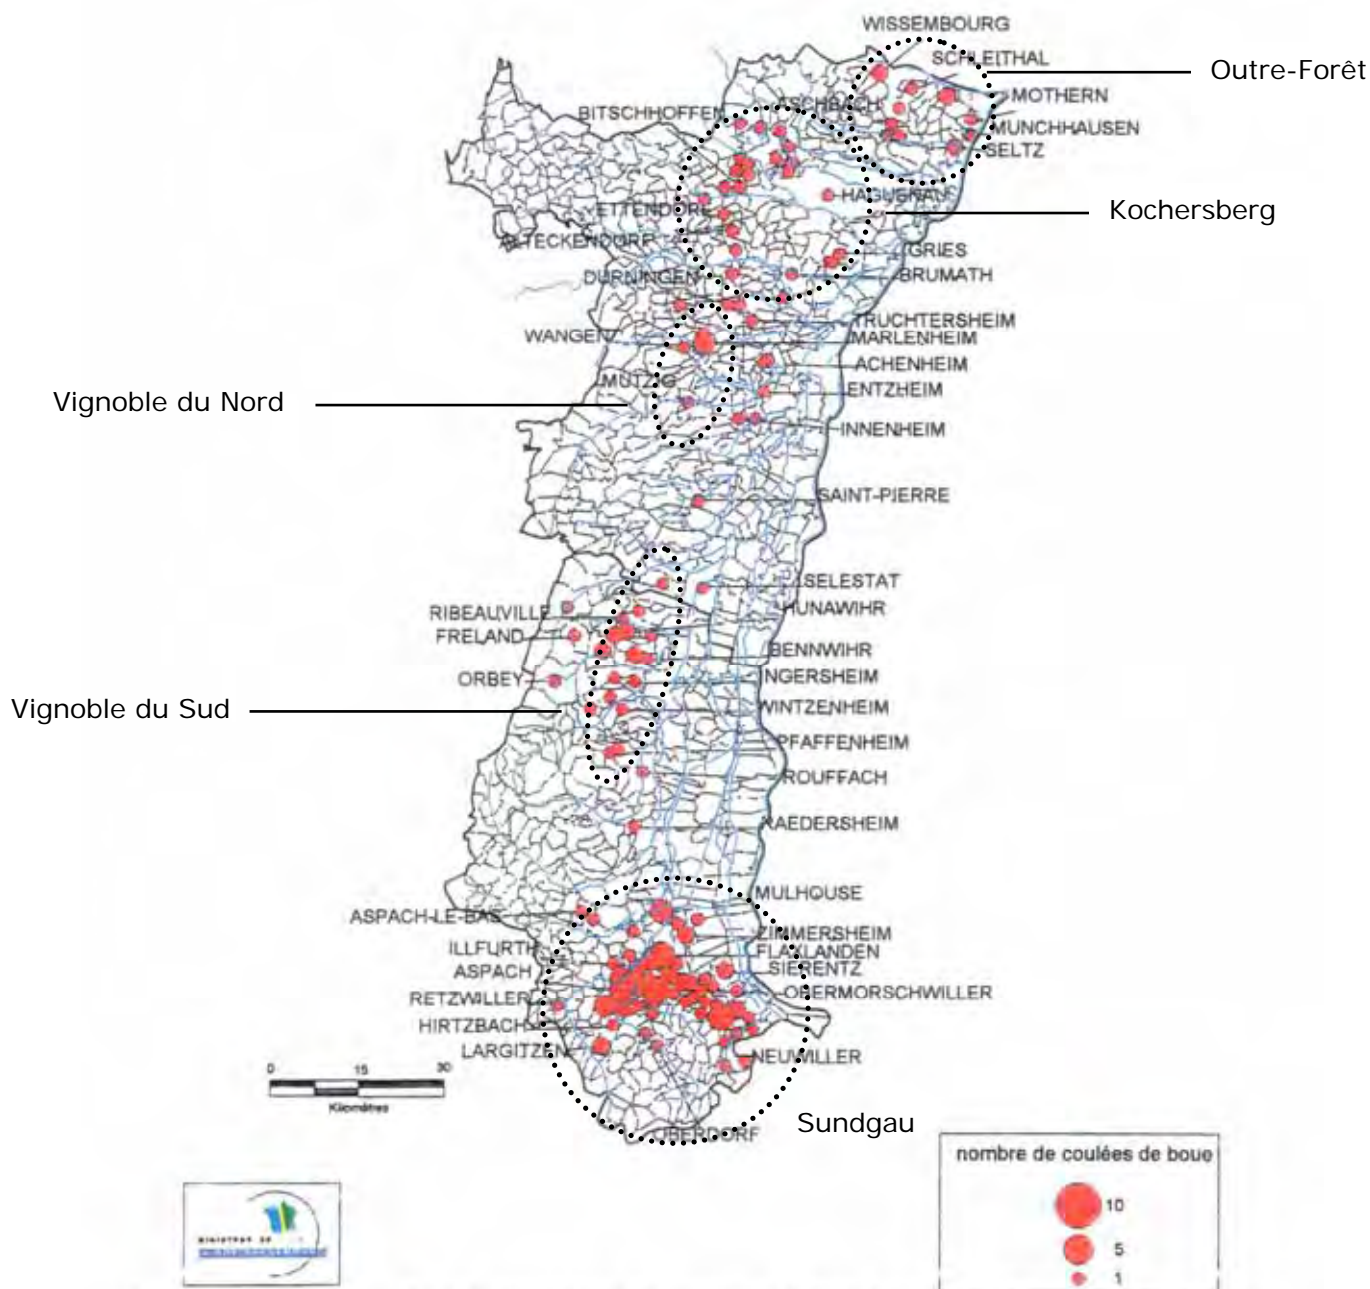 WISSEMBOURG
SCHLEITHAL
Outre-Forêt
MOTHERN
ASCHBACH
BITSCHHOFFEN
MUNCHHAUSEN
SELTZ
HAGUENAU
ETTENDORF
Kochersberg
ALTECKENDORF
GRIES
DURNINGEN
BRUMATH
TRUCHTERSHEIM
WANGEN
MARLENHEIM
ACHENHEIM
MUTZIG
ENTZHEIM
Vignoble du Nord
INNENHEIM
SAINT-PIERRE
SELESTAT
RIBEAUVILLE
HUNAWIHR
FRELAND
BENNWIHR
ORBEY
INGERSHEIM
Vignoble du Sud
WINTZENHEIM
PFAFFENHEIM
ROUFFACH
RAEDERSHEIM
MULHOUSE
ASPACH-LE-BAS
ZIMMERSHEIM
ILLFURTH
FLAXLANDEN
ASPACH
SIERENTZ
RETZWILLER
OBERMORSCHWILLER
HIRTZBACH
LARGITZEN
NEUWILLER
0 15 30
Kilomètres
Sundgau
nombre de coulées de boue
10
5
1